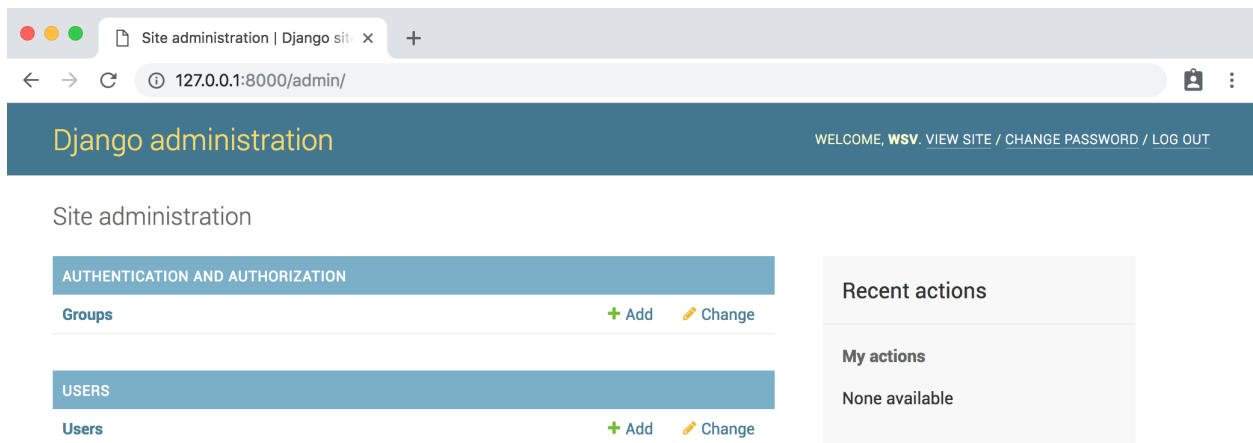 Site administration | Django sit
127.0.0.1:8000/admin/
Django administration
WELCOME, WSV. VIEW SITE / CHANGE PASSWORD / LOG OUT
Site administration
AUTHENTICATION AND AUTHORIZATION
Groups + Add Change
USERS
Users + Add Change
Recent actions
My actions
None available